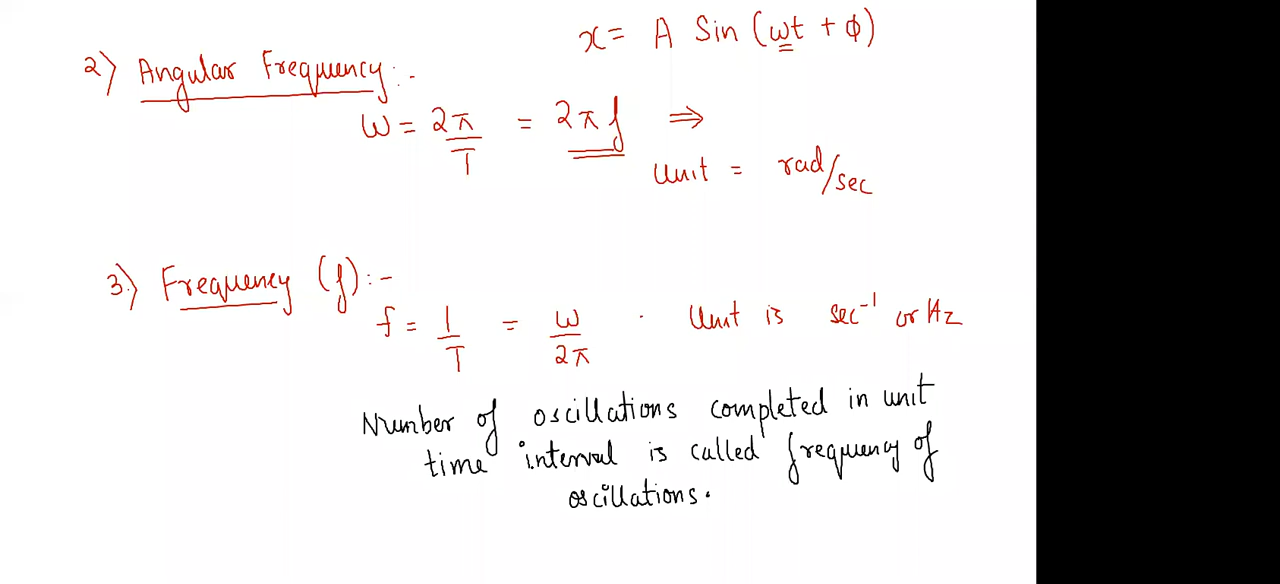 x = A Sin (ωt + φ)
2) Angular Frequency :-
ω = 2π/T = 2πf ⇒
Unit = rad/sec
3.) Frequency (f) :-
f = 1/T = ω/2π . Unit is sec⁻¹ or Hz
Number of oscillations completed in unit
time interval is called frequency of
oscillations.